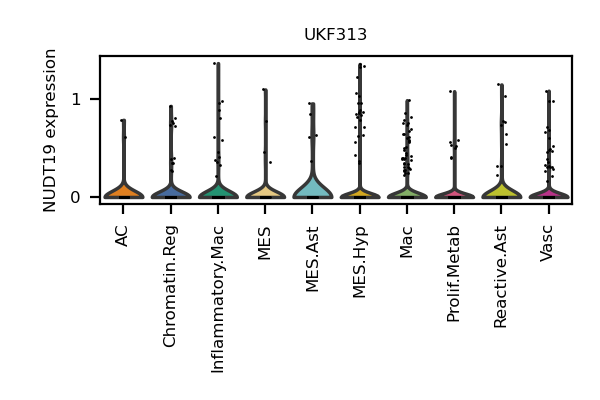 UKF313
NUDT19 expression
1
0
AC
Chromatin.Reg
Inflammatory.Mac
MES
MES.Ast
MES.Hyp
Mac
Prolif.Metab
Reactive.Ast
Vasc